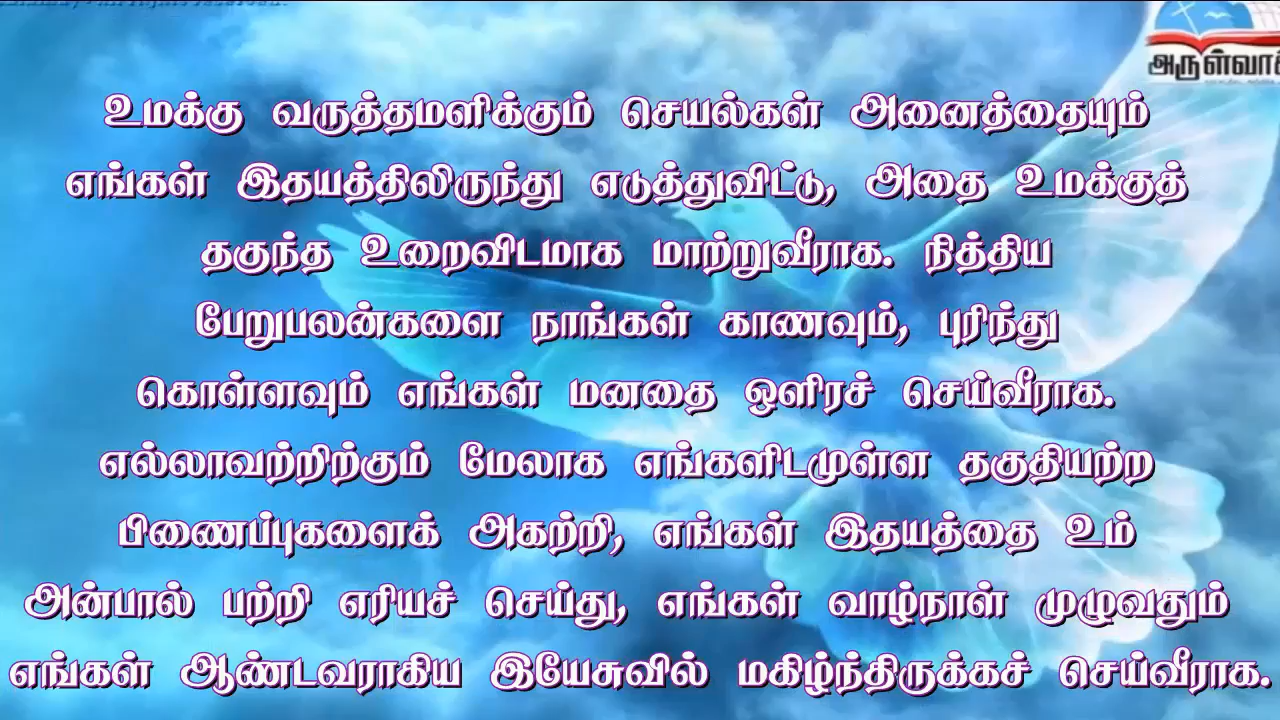 அருள்வா
உமக்கு வருத்தமளிக்கும் செயல்கள் அனைத்தையும்
எங்கள் இதயத்திலிருந்து எடுத்துவிட்டு, அதை உமக்குத்
தகுந்த உறைவிடமாக மாற்றுவீராக. நித்திய
பேறுபலன்களை நாங்கள் காணவும், புரிந்து
கொள்ளவும் எங்கள் மனதை ஒளிரச் செய்வீராக.
எல்லாவற்றிற்கும் மேலாக எங்களிடமுள்ள தகுதியற்ற
பிணைப்புகளைக் அகற்றி, எங்கள் இதயத்தை உம்
அன்பால் பற்றி எரியச் செய்து, எங்கள் வாழ்நாள் முழுவதும்
எங்கள் ஆண்டவராகிய இயேசுவில் மகிழ்ந்திருக்கச் செய்வீராக.